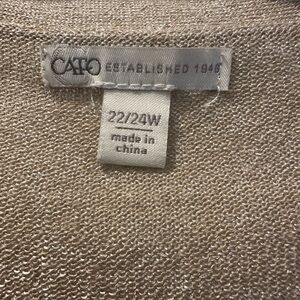 CATO ESTABLISHED 1946
22/24W
made in
china